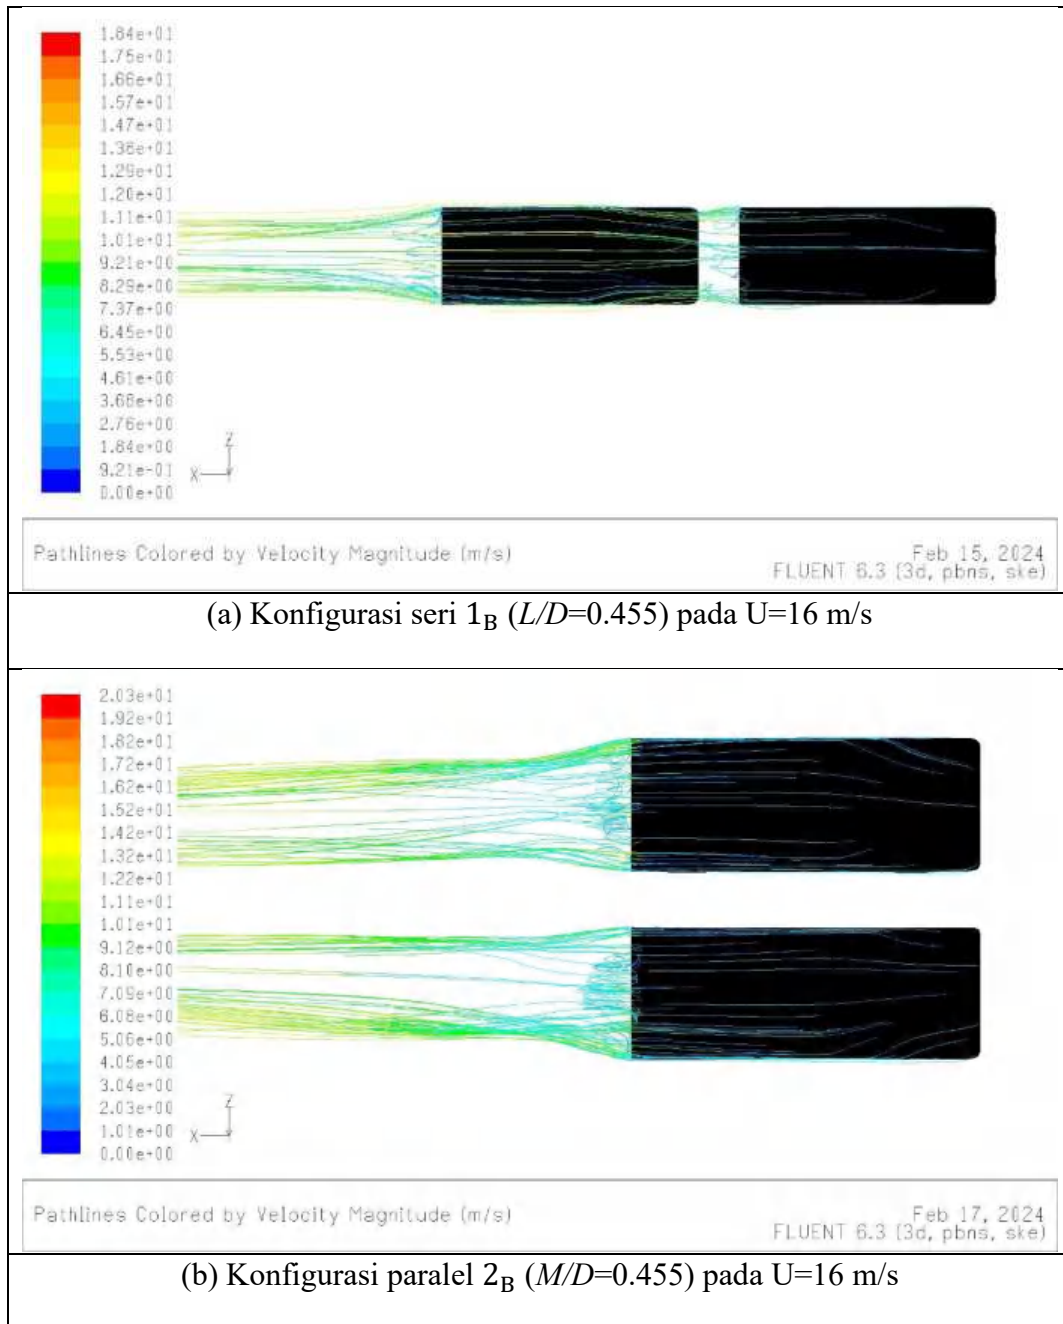 1.84e+01
1.75e+01
1.66e+01
1.57e+01
1.47e+01
1.38e+01
1.29e+01
1.20e+01
1.11e+01
1.01e+01
9.21e+00
8.29e+00
7.37e+00
6.45e+00
5.53e+00
4.61e+00
3.68e+00
2.76e+00
1.84e+00
9.21e-01
0.00e+00
Z
X
Pathlines Colored by Velocity Magnitude (m/s)
Feb 15, 2024
FLUENT 6.3 (3d, pbns, ske)
(a) Konfigurasi seri 1B (L/D=0.455) pada U=16 m/s
2.03e+01
1.92e+01
1.82e+01
1.72e+01
1.62e+01
1.52e+01
1.42e+01
1.32e+01
1.22e+01
1.11e+01
1.01e+01
9.12e+00
8.10e+00
7.09e+00
6.08e+00
5.06e+00
4.05e+00
3.04e+00
2.03e+00
1.01e+00
0.00e+00
Z
X
Pathlines Colored by Velocity Magnitude (m/s)
Feb 17, 2024
FLUENT 6.3 (3d, pbns, ske)
(b) Konfigurasi paralel 2B (M/D=0.455) pada U=16 m/s